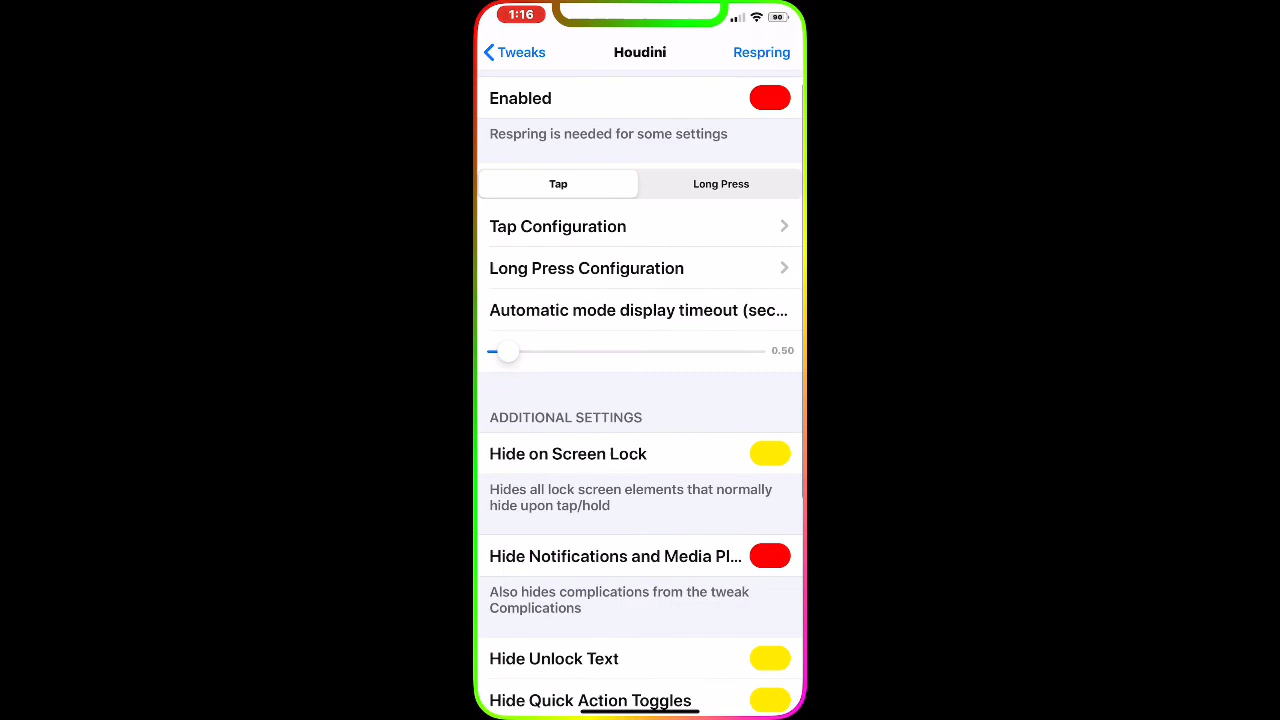 1:16
90
Tweaks
Houdini
Respring
Enabled
Respring is needed for some settings
Tap
Long Press
Tap Configuration
Long Press Configuration
Automatic mode display timeout (sec...
0.50
ADDITIONAL SETTINGS
Hide on Screen Lock
Hides all lock screen elements that normally
hide upon tap/hold
Hide Notifications and Media Pl...
Also hides complications from the tweak
Complications
Hide Unlock Text
Hide Quick Action Toggles